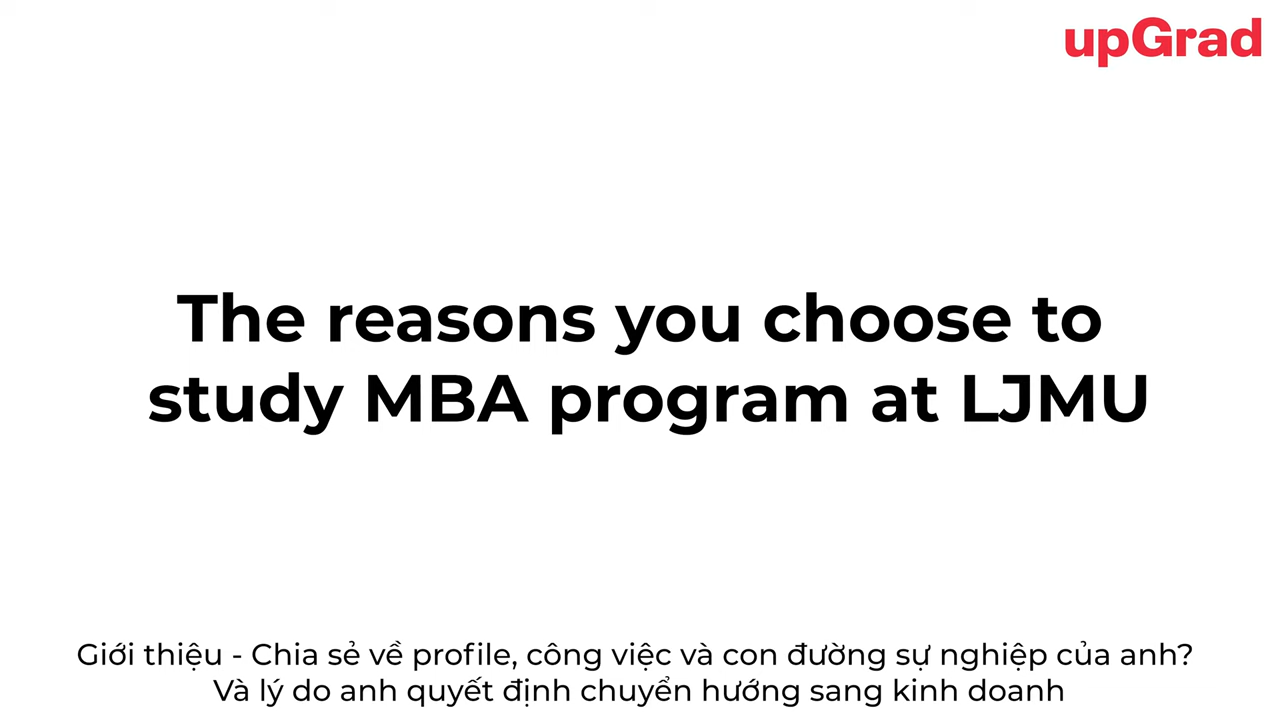 upGrad
The reasons you choose to
study MBA program at LJMU
Giới thiệu - Chia sẻ về profile, công việc và con đường sự nghiệp của anh?
Và lý do anh quyết định chuyển hướng sang kinh doanh